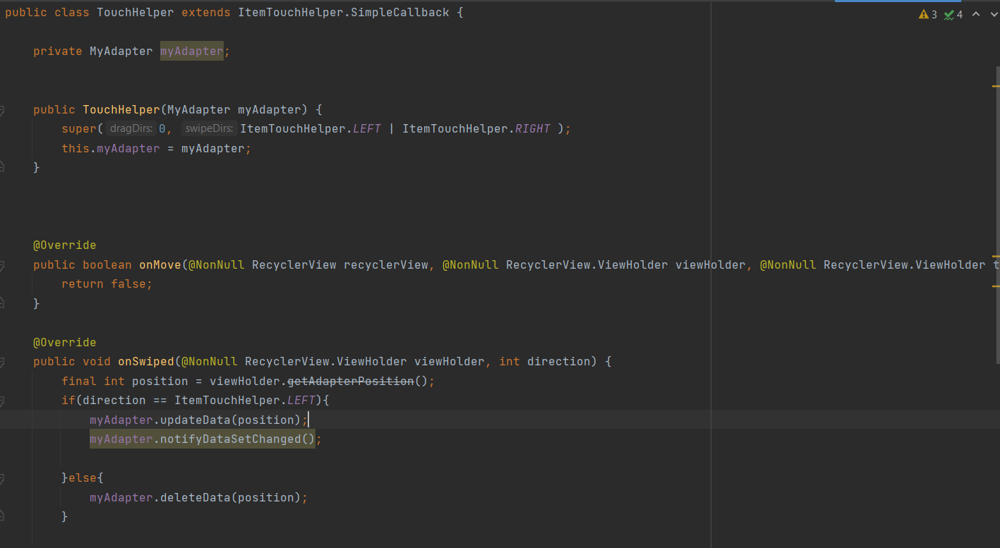 public class TouchHelper extends ItemTouchHelper.SimpleCallback {
3 4
private MyAdapter myAdapter;
public TouchHelper(MyAdapter myAdapter) {
super( dragDirs: 0, swipeDirs: ItemTouchHelper.LEFT | ItemTouchHelper.RIGHT );
this.myAdapter = myAdapter;
}
@Override
public boolean onMove(@NonNull RecyclerView recyclerView, @NonNull RecyclerView.ViewHolder viewHolder, @NonNull RecyclerView.ViewHolder t
return false;
}
@Override
public void onSwiped(@NonNull RecyclerView.ViewHolder viewHolder, int direction) {
final int position = viewHolder.getAdapterPosition();
if(direction == ItemTouchHelper.LEFT){
myAdapter.updateData(position);
myAdapter.notifyDataSetChanged();
}else{
myAdapter.deleteData(position);
}